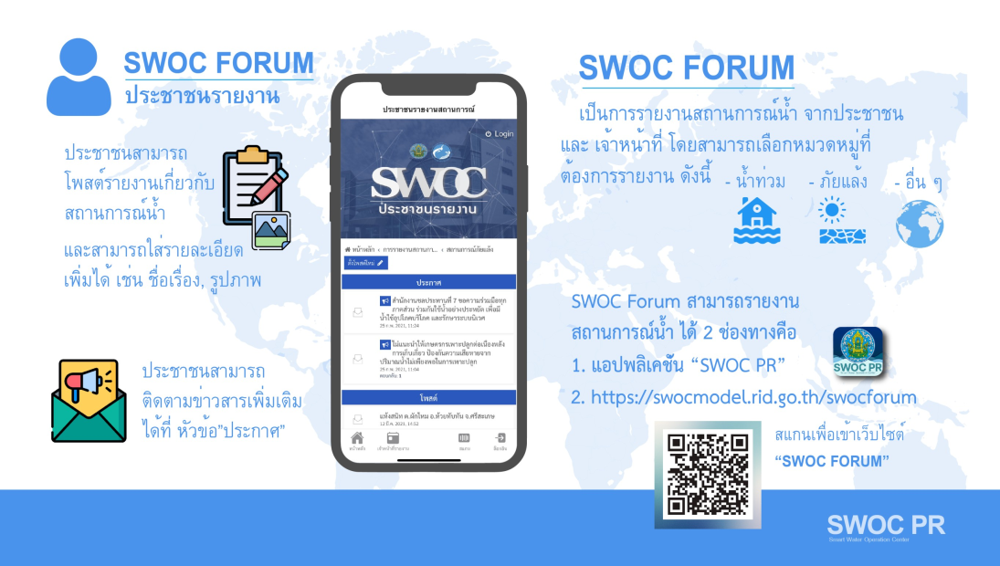 SWOC FORUM
ประชาชนรายงาน
ประชาชนสามารถ
โพสต์รายงานเกี่ยวกับ
สถานการณ์น้ำ
และสามารถใส่รายละเอียด
เพิ่มได้ เช่น ชื่อเรื่อง, รูปภาพ
ประชาชนสามารถ
ติดตามข่าวสารเพิ่มเติม
ได้ที่ หัวข้อ"ประกาศ"
ประชาชนรายงานสถานการณ์
Login
SWOC
ประชาชนรายงาน
หน้าหลัก ‹ การรายงานสถานกา... ‹ สถานการณ์ภัยแล้ง
ตั้งโพสต์ใหม่
ประกาศ
สำนักงานชลประทานที่ 7 ขอความร่วมมือทุก
ภาคส่วน ร่วมกันใช้น้ำอย่างประหยัด เพื่อมี
น้ำใช้อุปโภคบริโภค และรักษาระบบนิเวศ
2021, 11:24
ไม่แนะนำให้เกษตรกรเพาะปลูกต่อเนื่องหลัง
การเก็บเกี่ยว ป้องกันความเสียหายจาก
ปริมาณน้ำไม่เพียงพอในการเพาะปลูก
2021, 11:04
ตอบกลับ: 1
โพสต์
แห้งสนิท ต.ผักไหม อ.ห้วยทับทัน จ.ศรีสะเกษ
12 มี.ค. 2021, 14:52
หน้าหลัก
เจ้าหน้าที่รายงาน
SWOC FORUM
เป็นการรายงานสถานการณ์น้ำ จากประชาชน
และ เจ้าหน้าที่ โดยสามารถเลือกหมวดหมู่ที่
ต้องการรายงาน ดังนี้ - น้ำท่วม - ภัยแล้ง - อื่น ๆ
SWOC Forum สามารถรายงาน
สถานการณ์น้ำ ได้ 2 ช่องทางคือ
1. แอปพลิเคชัน "SWOC PR"
SWOC PR
2. https://swocmodel.rid.go.th/swocforum
สแกนเพื่อเข้าเว็บไซต์
"SWOC FORUM"
SWOC PR
Smart Water Operation Center